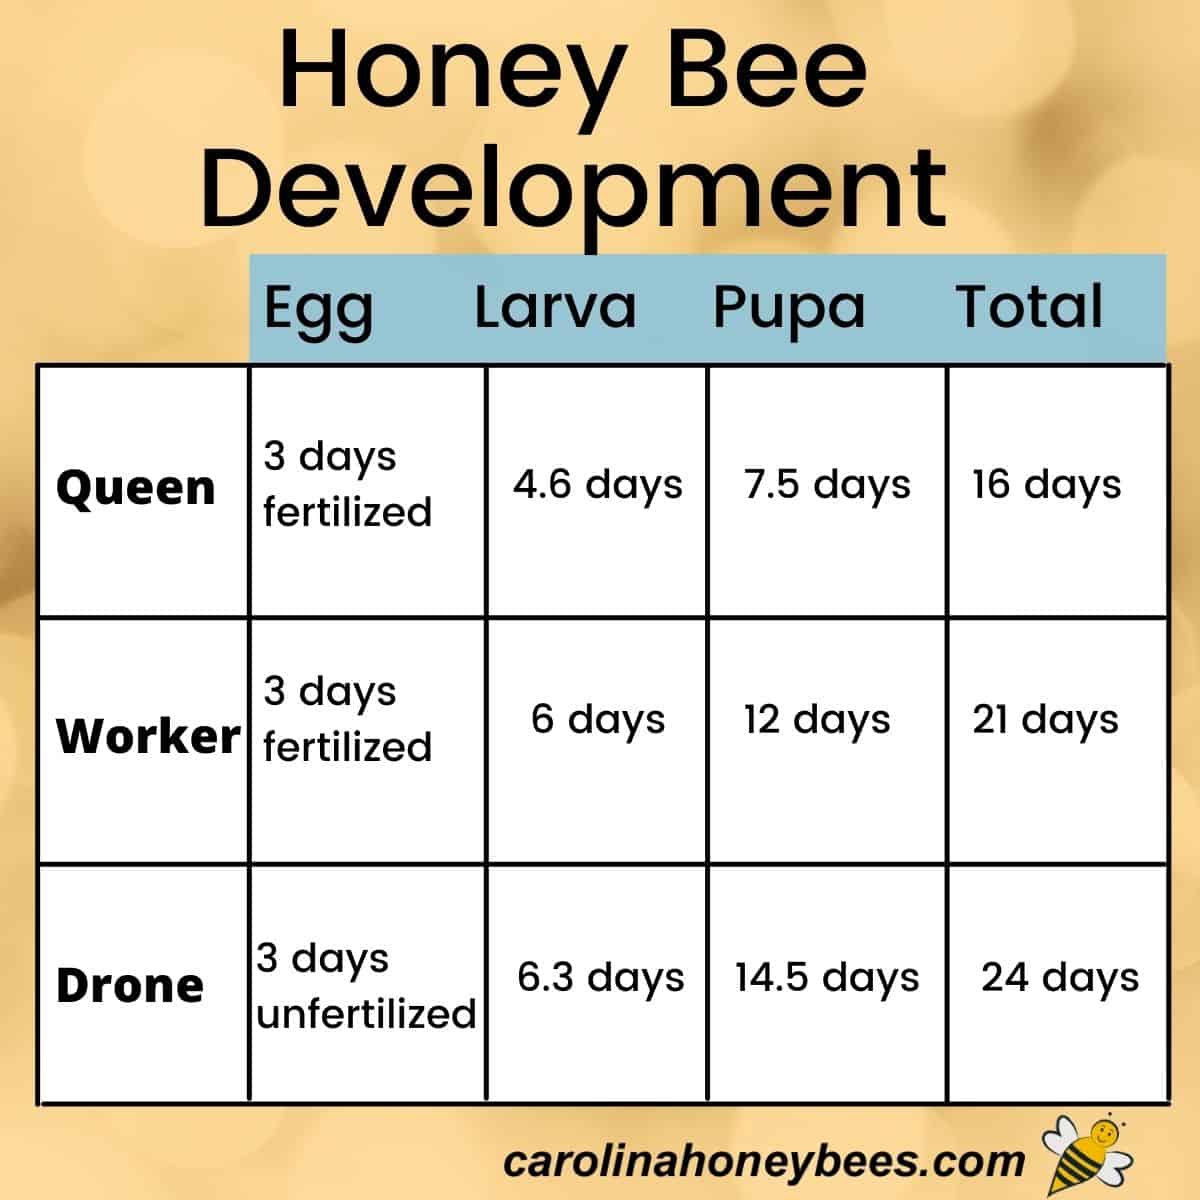 Honey Bee
Development
Egg Larva Pupa Total
Queen 3 days fertilized 4.6 days 7.5 days 16 days
Worker 3 days fertilized 6 days 12 days 21 days
Drone 3 days unfertilized 6.3 days 14.5 days 24 days
carolinahoneybees.com